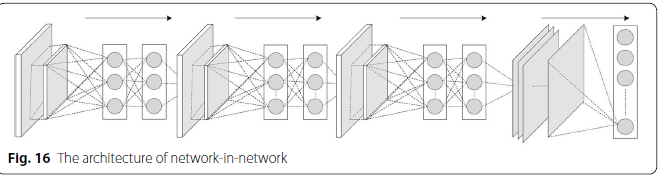 Fig. 16 The architecture of network-in-network